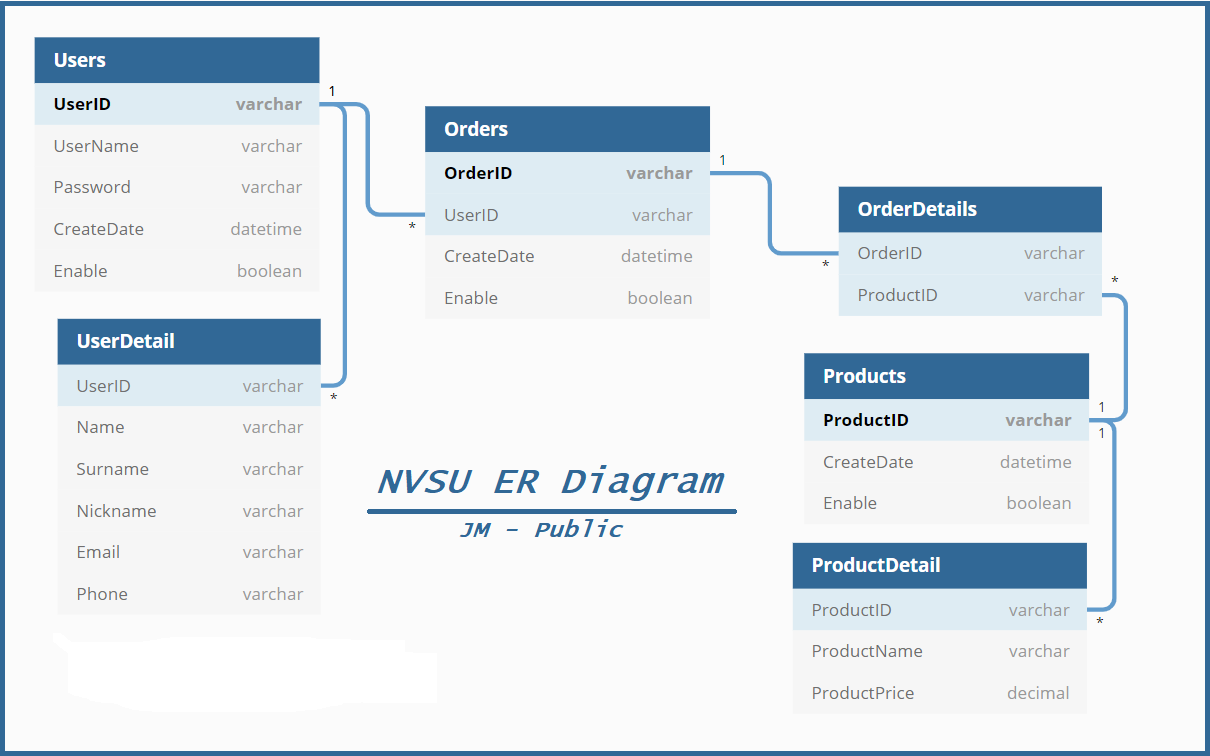 Users
UserID varchar
UserName varchar
Password varchar
CreateDate datetime
Enable boolean
1
*
Orders
OrderID varchar
UserID varchar
CreateDate datetime
Enable boolean
1
*
OrderDetails
OrderID varchar
ProductID varchar
*
UserDetail
UserID varchar
Name varchar
Surname varchar
Nickname varchar
Email varchar
Phone varchar
*
Products
ProductID varchar
CreateDate datetime
Enable boolean
1
1
ProductDetail
ProductID varchar
ProductName varchar
ProductPrice decimal
*
NVSU ER Diagram
JM - Public